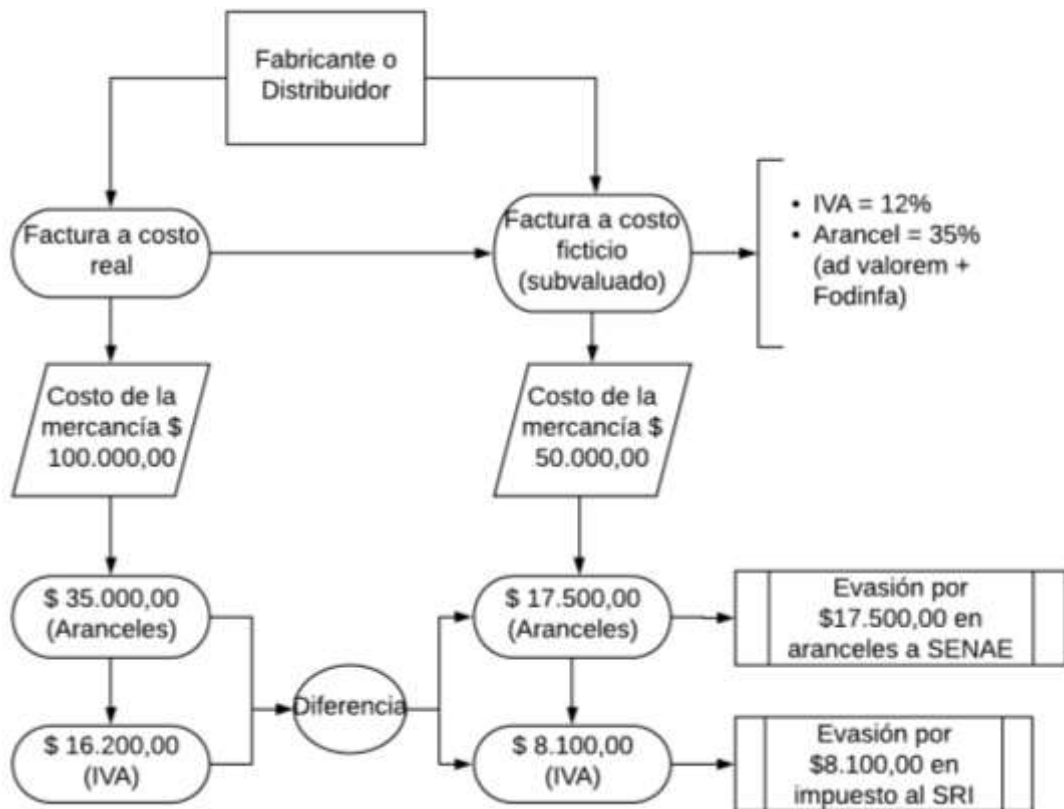 Fabricante o
Distribuidor
Factura a costo
real
Factura a costo
ficticio
(subvaluado)
• IVA = 12%
• Arancel = 35%
(ad valorem +
Fodinfa)
Costo de la
mercancía $
100.000,00
Costo de la
mercancía $
50.000,00
$ 35.000,00
(Aranceles)
$ 17.500,00
(Aranceles)
Evasión por
$17.500,00 en
aranceles a SENAE
Diferencia
$ 16.200,00
(IVA)
$ 8.100,00
(IVA)
Evasión por
$8.100,00 en
impuesto al SRI